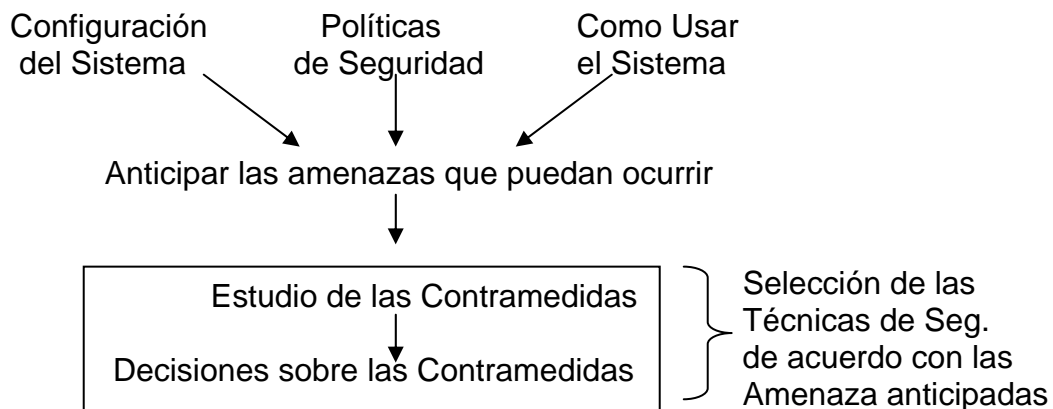 Configuración
del Sistema
Políticas
de Seguridad
Como Usar
el Sistema
Anticipar las amenazas que puedan ocurrir
Estudio de las Contramedidas
Decisiones sobre las Contramedidas
Selección de las
Técnicas de Seg.
de acuerdo con las
Amenaza anticipadas